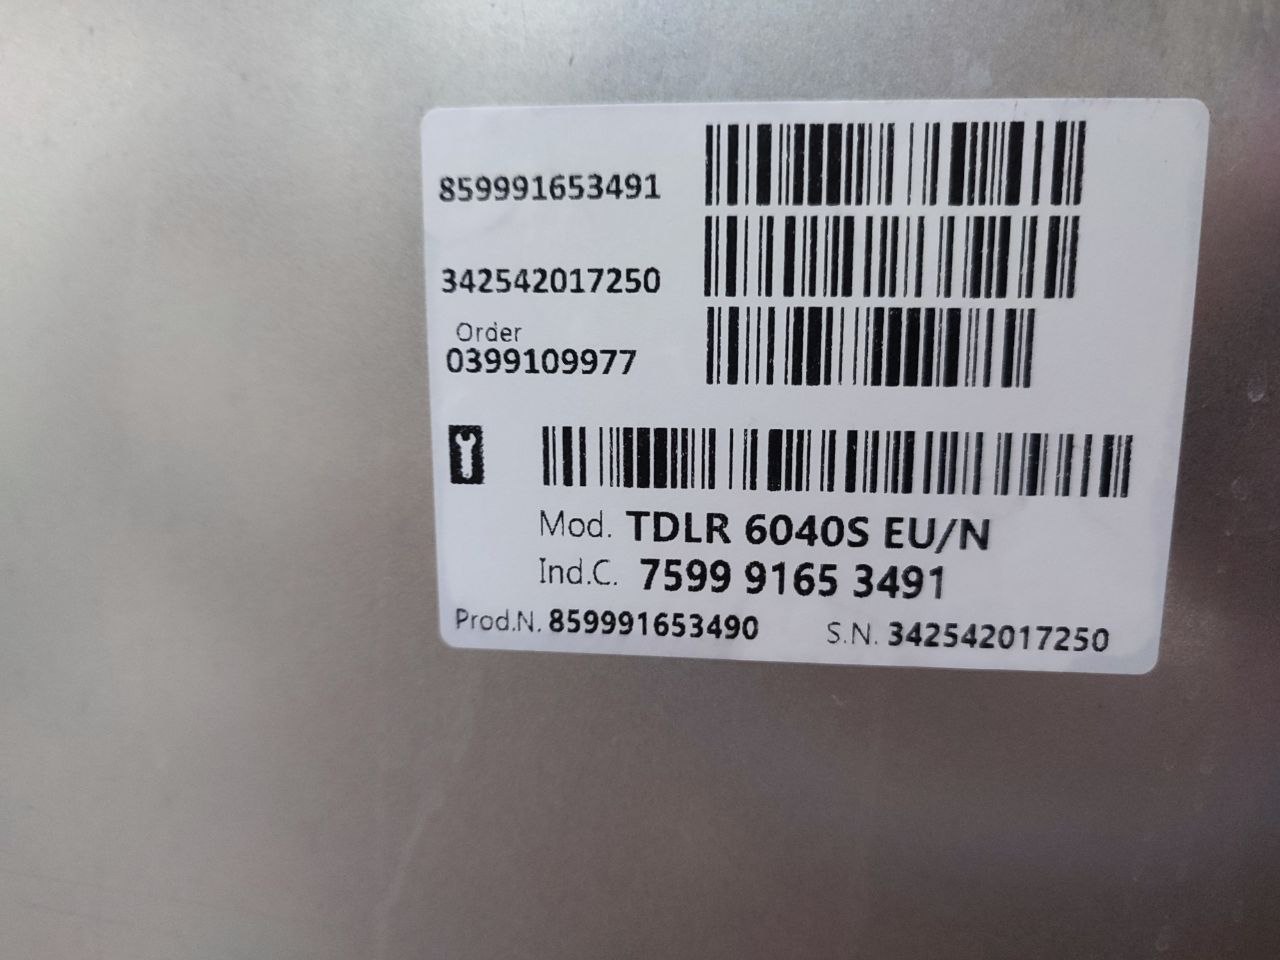 859991653491
342542017250
Order
0399109977
Mod. TDLR 6040S EU/N
Ind.C. 7599 9165 3491
Prod.N. 859991653490 S.N. 342542017250